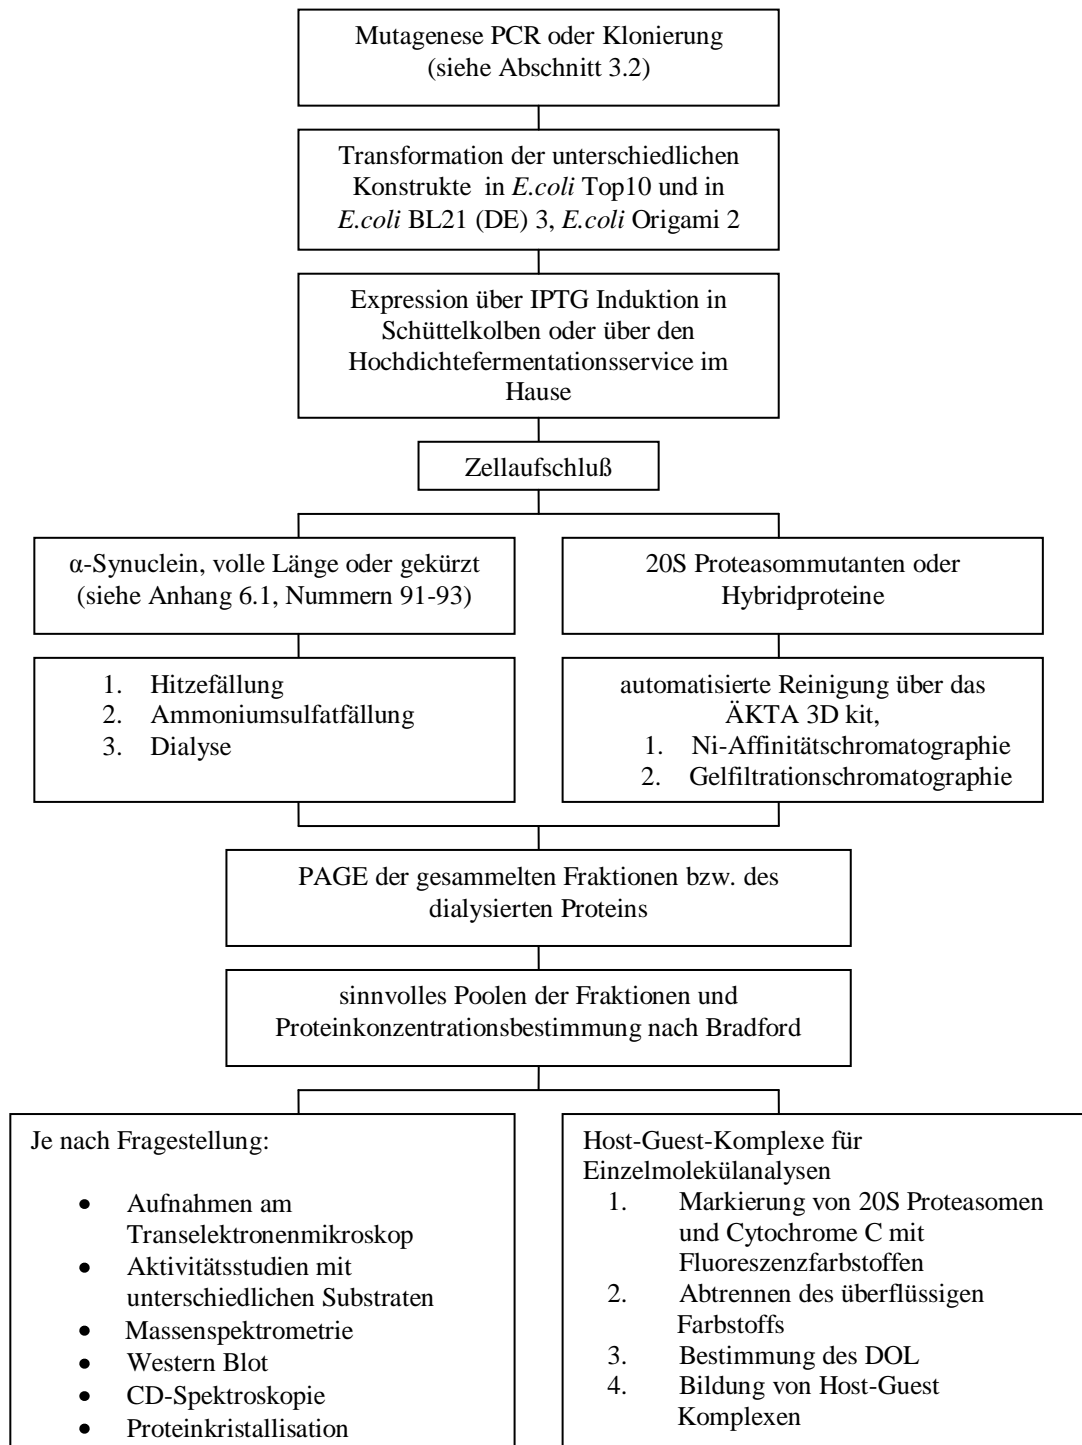 Mutagenese PCR oder Klonierung
(siehe Abschnitt 3.2)
Transformation der unterschiedlichen
Konstrukte in E.coli Top10 und in
E.coli BL21 (DE) 3, E.coli Origami 2
Expression über IPTG Induktion in
Schüttelkolben oder über den
Hochdichtefermentationsservice im
Hause
Zellaufschluß
α-Synuclein, volle Länge oder gekürzt
(siehe Anhang 6.1, Nummern 91-93)
20S Proteasommutanten oder
Hybridproteine
1. Hitzefällung
2. Ammoniumsulfatfällung
3. Dialyse
automatisierte Reinigung über das
ÄKTA 3D kit,
1. Ni-Affinitätschromatographie
2. Gelfiltrationschromatographie
PAGE der gesammelten Fraktionen bzw. des
dialysierten Proteins
sinnvolles Poolen der Fraktionen und
Proteinkonzentrationsbestimmung nach Bradford
Je nach Fragestellung:
• Aufnahmen am
Transelektronenmikroskop
• Aktivitätsstudien mit
unterschiedlichen Substraten
• Massenspektrometrie
• Western Blot
• CD-Spektroskopie
• Proteinkristallisation
Host-Guest-Komplexe für
Einzelmolekülanalysen
1. Markierung von 20S Proteasomen
und Cytochrome C mit
Fluoreszenzfarbstoffen
2. Abtrennen des überflüssigen
Farbstoffs
3. Bestimmung des DOL
4. Bildung von Host-Guest
Komplexen